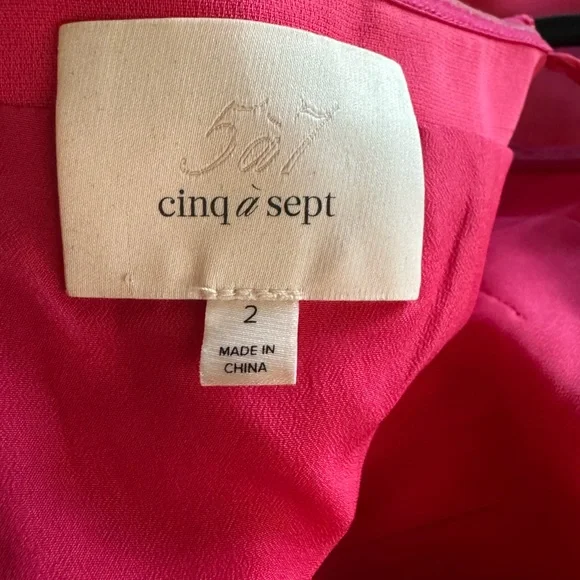 5à7
cinq à sept
2
MADE IN
CHINA